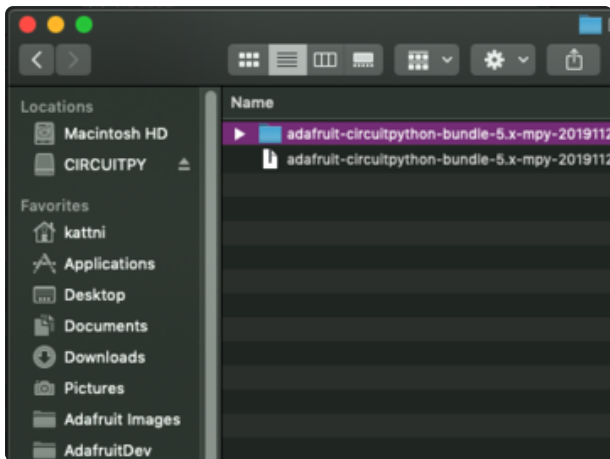 Locations
Macintosh HD
CIRCUITPY
Favorites
kattni
Applications
Desktop
Documents
Downloads
Pictures
Adafruit Images
AdafruitDev
Name
adafruit-circuitpython-bundle-5.x-mpy-2019112
adafruit-circuitpython-bundle-5.x-mpy-2019112